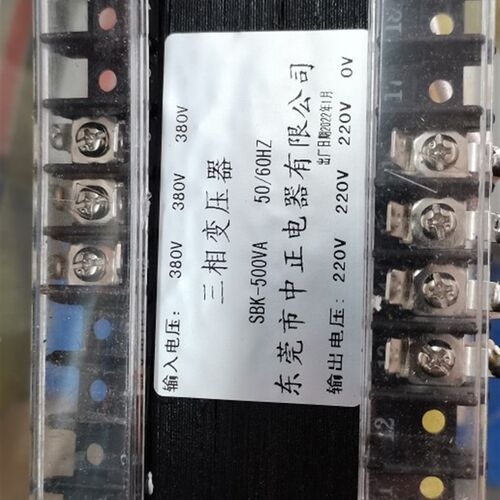 输入电压: 380V 380V 380V
三相变压器
SBK-500VA 50/60HZ
东莞市中正电器有限公司
出厂日期2022年1月
输出电压: 220V 220V 220V 0V